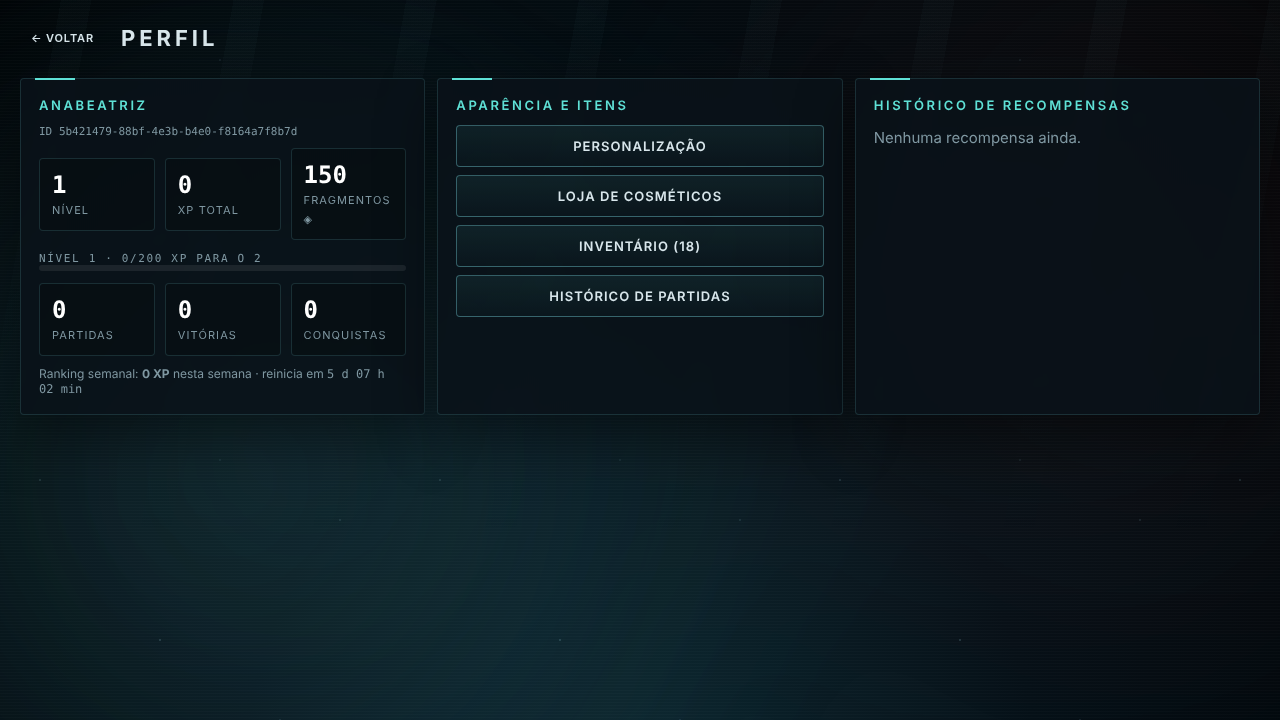 ← VOLTAR
PERFIL
ANABEATRIZ
ID 5b421479-88bf-4e3b-b4e0-f8164a7f8b7d
1
NÍVEL
0
XP TOTAL
150
FRAGMENTOS
◈
NÍVEL 1 · 0/200 XP PARA O 2
0
PARTIDAS
0
VITÓRIAS
0
CONQUISTAS
Ranking semanal: 0 XP nesta semana · reinicia em 5 d 07 h
02 min
APARÊNCIA E ITENS
PERSONALIZAÇÃO
LOJA DE COSMÉTICOS
INVENTÁRIO (18)
HISTÓRICO DE PARTIDAS
HISTÓRICO DE RECOMPENSAS
Nenhuma recompensa ainda.